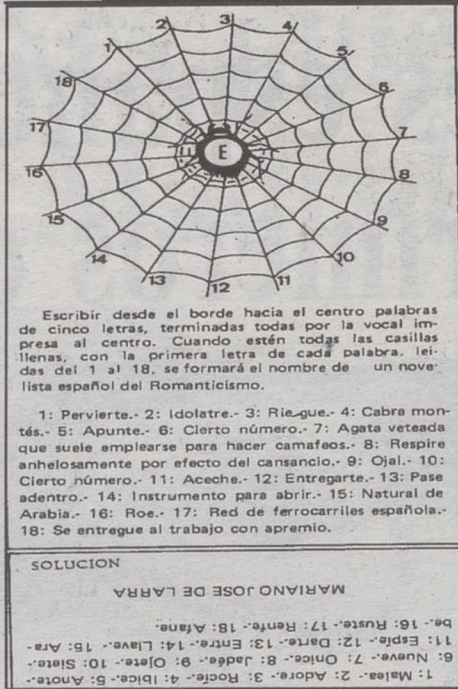 1
2
3
4
5
6
7
8
9
10
11
12
13
14
15
16
17
18
E
Escribir desde el borde hacia el centro palabras
de cinco letras, terminadas todas por la vocal im-
presa al centro. Cuando estén todas las casillas
llenas, con la primera letra de cada palabra. leí-
das del 1 al 18, se formará el nombre de un nove-
lista español del Romanticismo.
1: Pervierte.- 2: Idolatre.- 3: Rie-gue.- 4: Cabra mon-
tés.- 5: Apunte.- 6: Cierto número.- 7: Agata veteada
que suele emplearse para hacer camafeos.- 8: Respire
anhelosamente por efecto del cansancio.- 9: Ojal.- 10:
Cierto número.- 11: Aceche.- 12: Entregarte.- 13: Pase
adentro.- 14: Instrumento para abrir.- 15: Natural de
Arabia.- 16: Roe.- 17: Red de ferrocarriles española.-
18: Se entregue al trabajo con apremio.
SOLUCION
MARIANO JOSE DE LARRA
1: Malea.- 2: Adore.- 3: Rocíe.- 4: Ibice.- 5: Anote.-
6: Nueve.- 7: Onice.- 8: Jadée.- 9: Ojete.- 10: Siete.-
11: Espíe.- 12: Darte.- 13: Entre.- 14: Llave.- 15: Ara-
be.- 16: Ruste.- 17: Renfe.- 18: Afane.